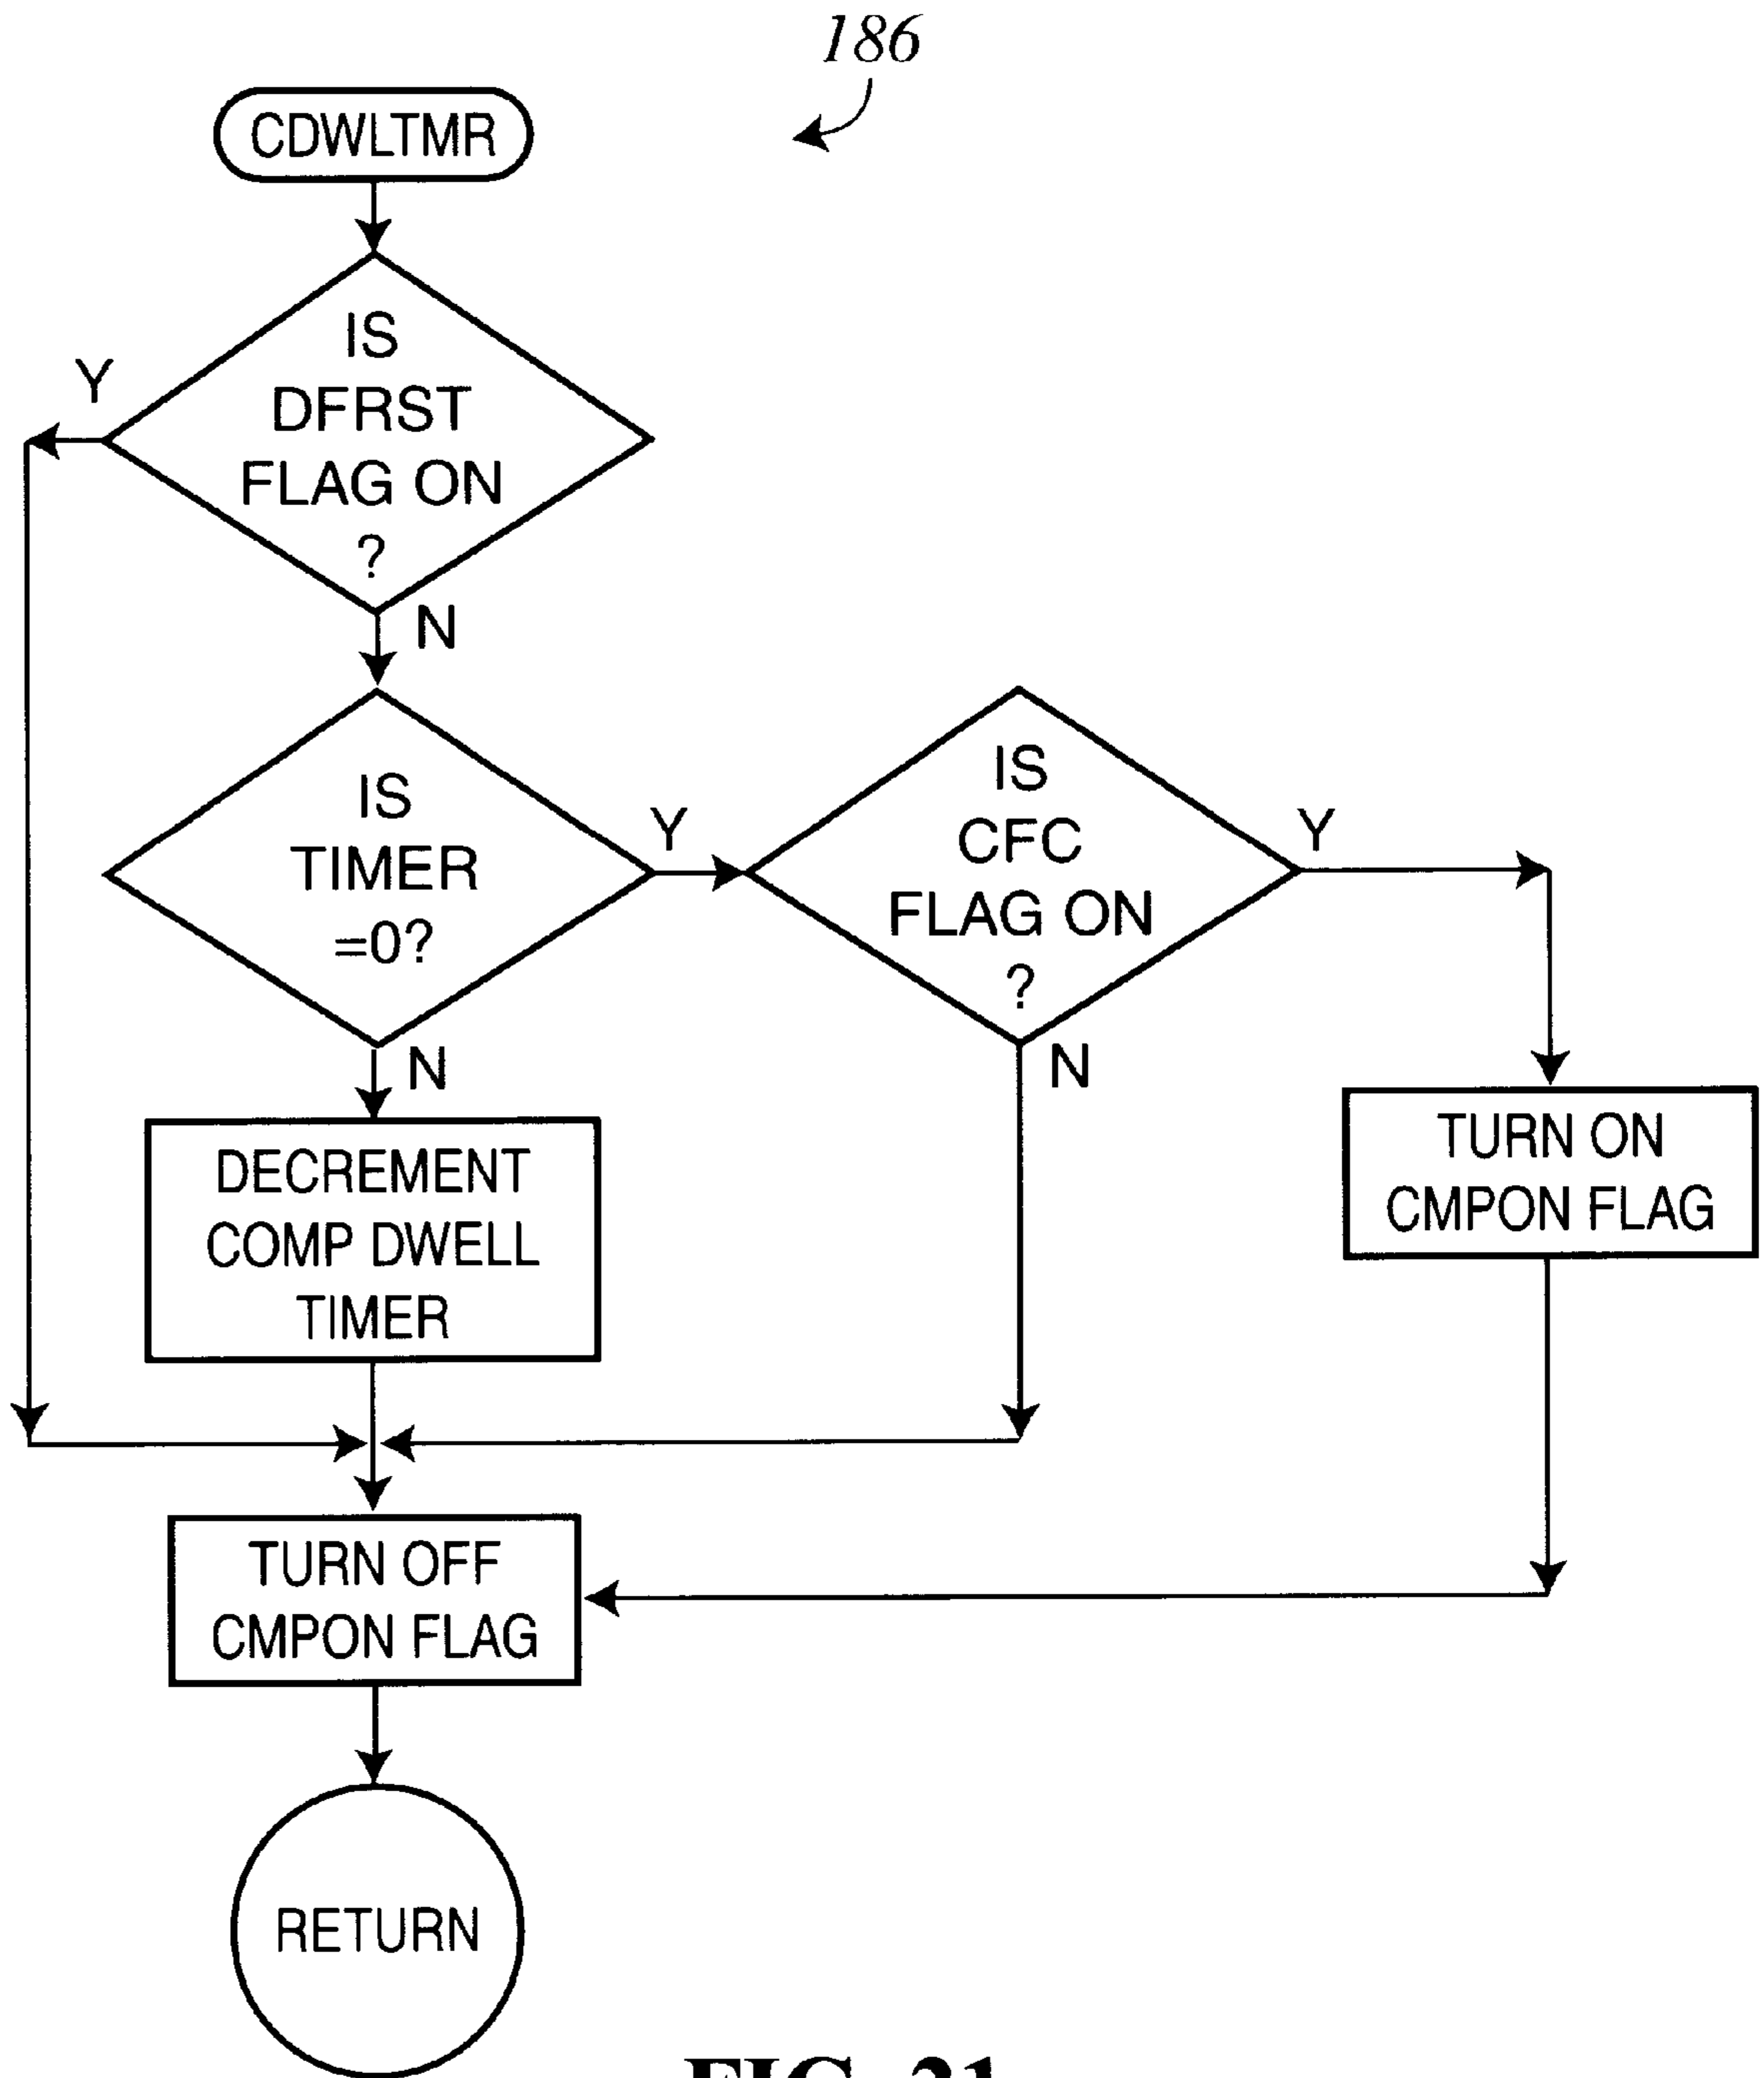 186
CDWLTMR
IS
DFRST
FLAG ON
?
Y
N
IS
TIMER
=0?
Y
N
IS
CFC
FLAG ON
?
Y
N
DECREMENT
COMP DWELL
TIMER
TURN ON
CMPON FLAG
TURN OFF
CMPON FLAG
RETURN